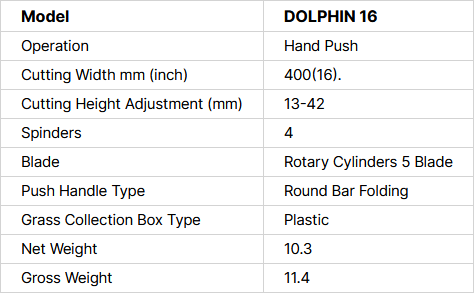 Model DOLPHIN 16
Operation Hand Push
Cutting Width mm (inch) 400(16).
Cutting Height Adjustment (mm) 13-42
Spinders 4
Blade Rotary Cylinders 5 Blade
Push Handle Type Round Bar Folding
Grass Collection Box Type Plastic
Net Weight 10.3
Gross Weight 11.4